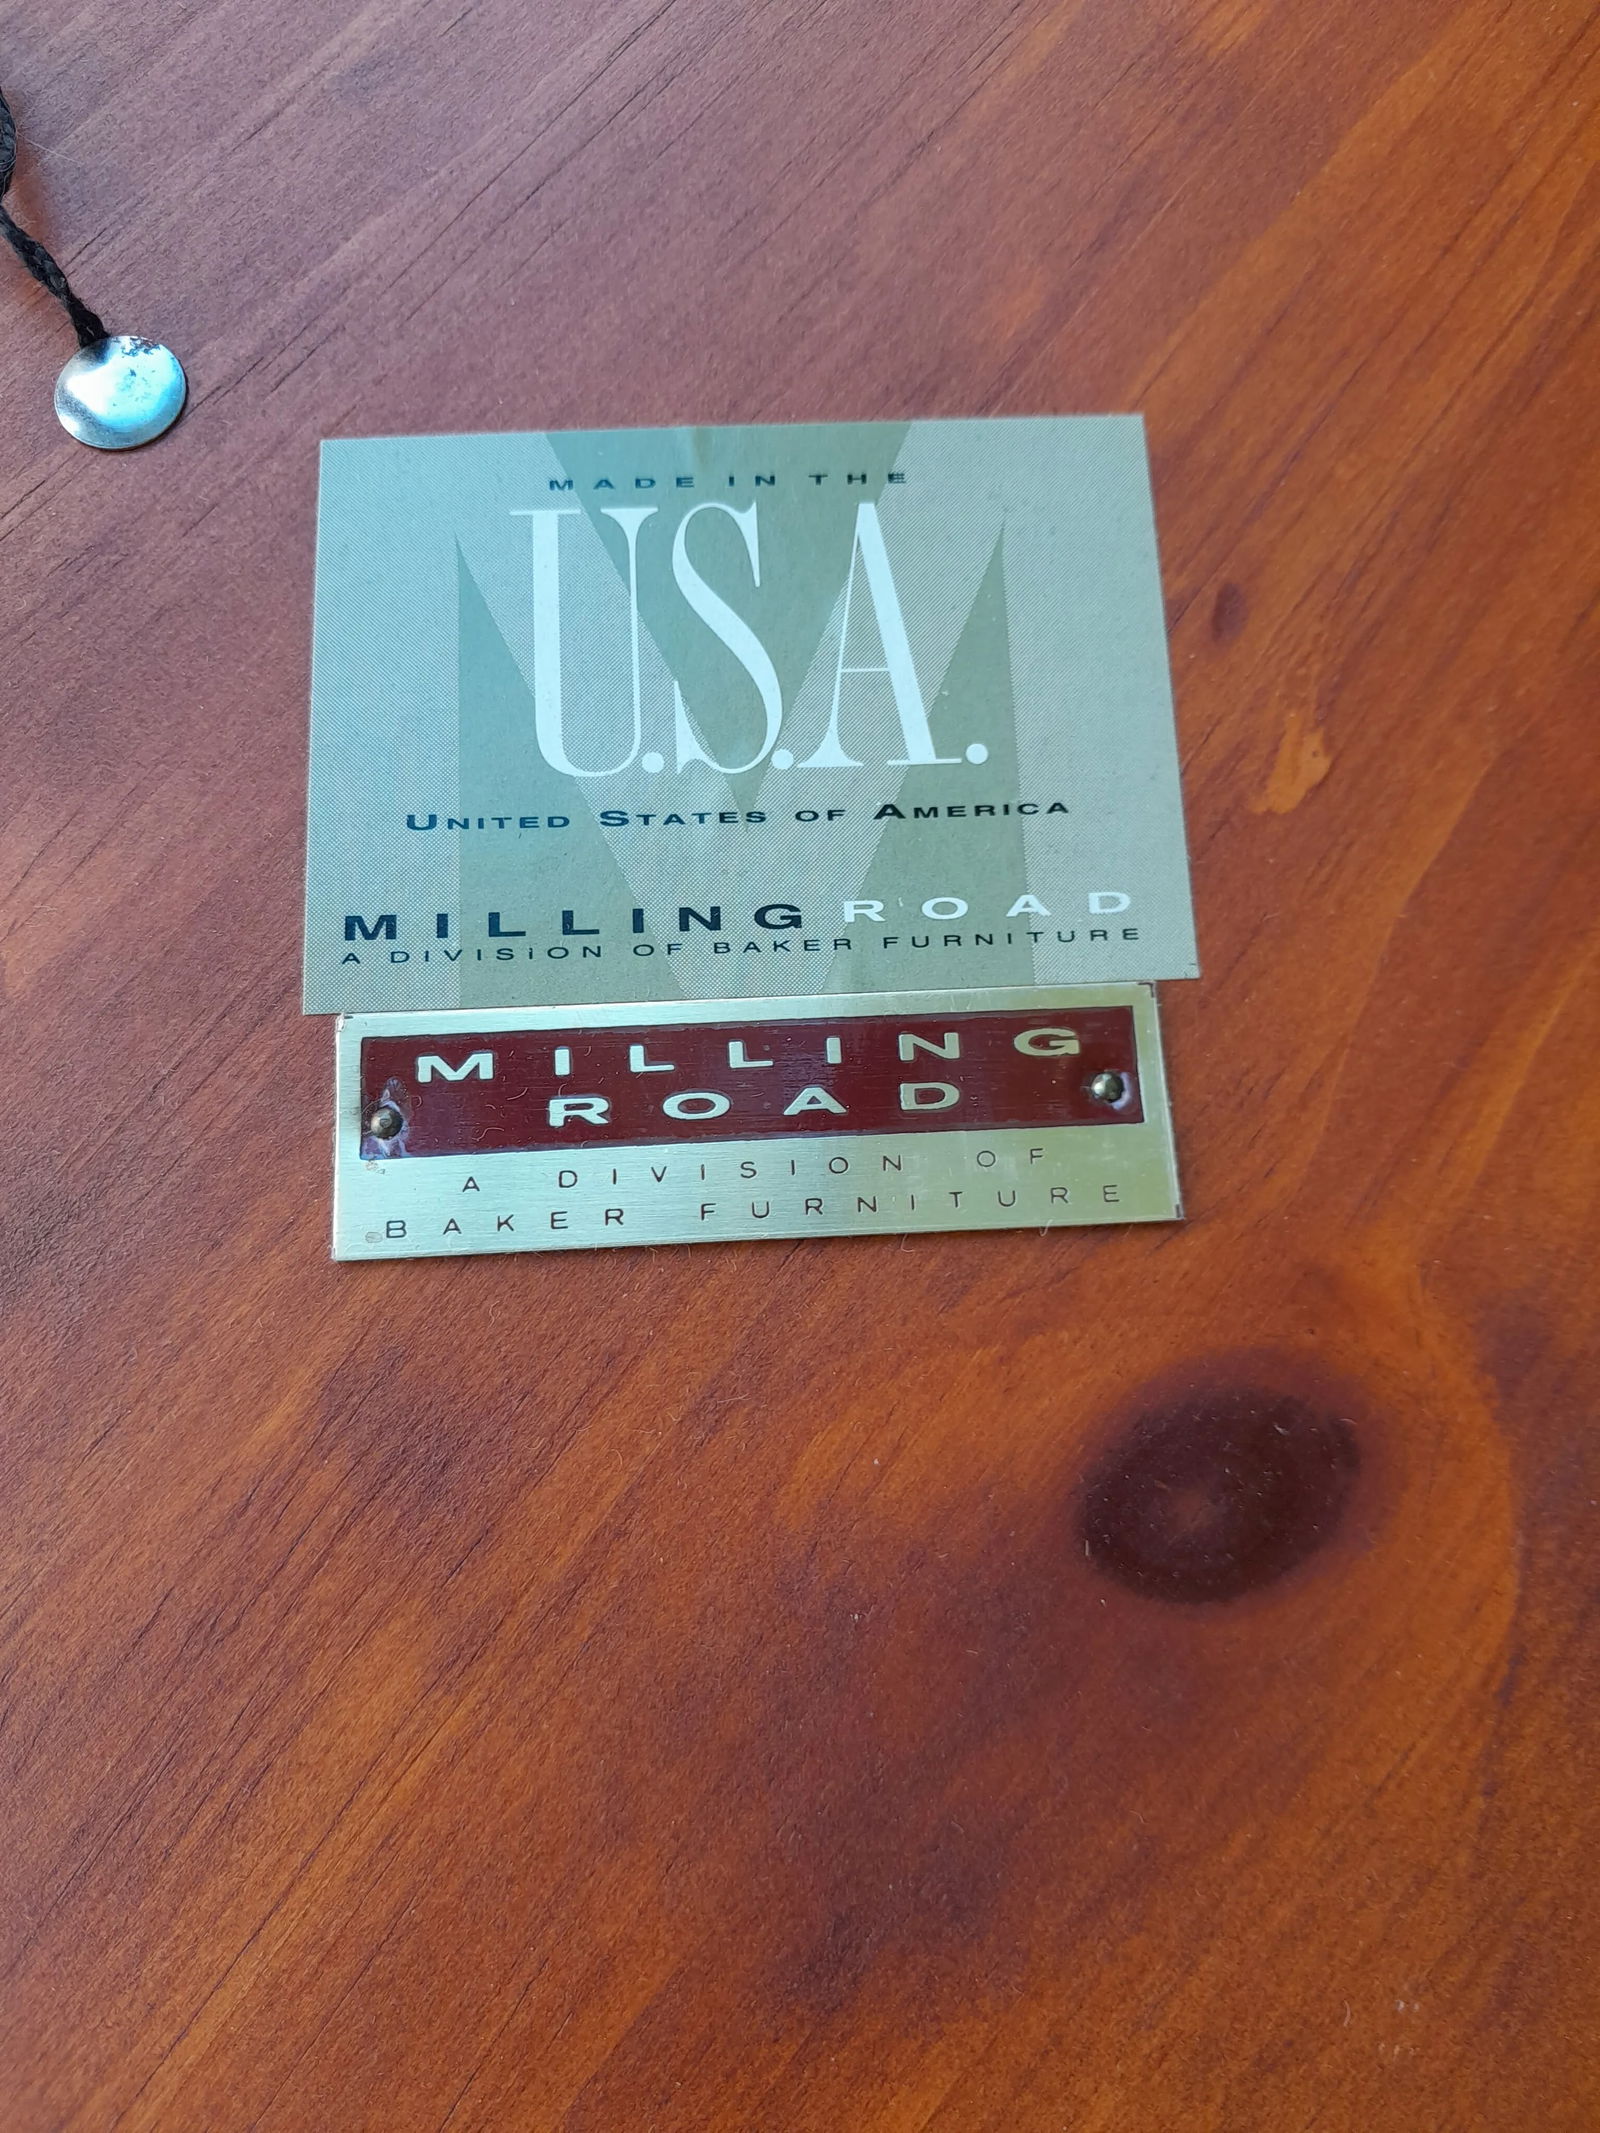 MADE IN THE
U.S.A.
UNITED STATES OF AMERICA
MILLING ROAD
A DIVISION OF BAKER FURNITURE
MILLING
ROAD
A DIVISION OF
BAKER FURNITURE